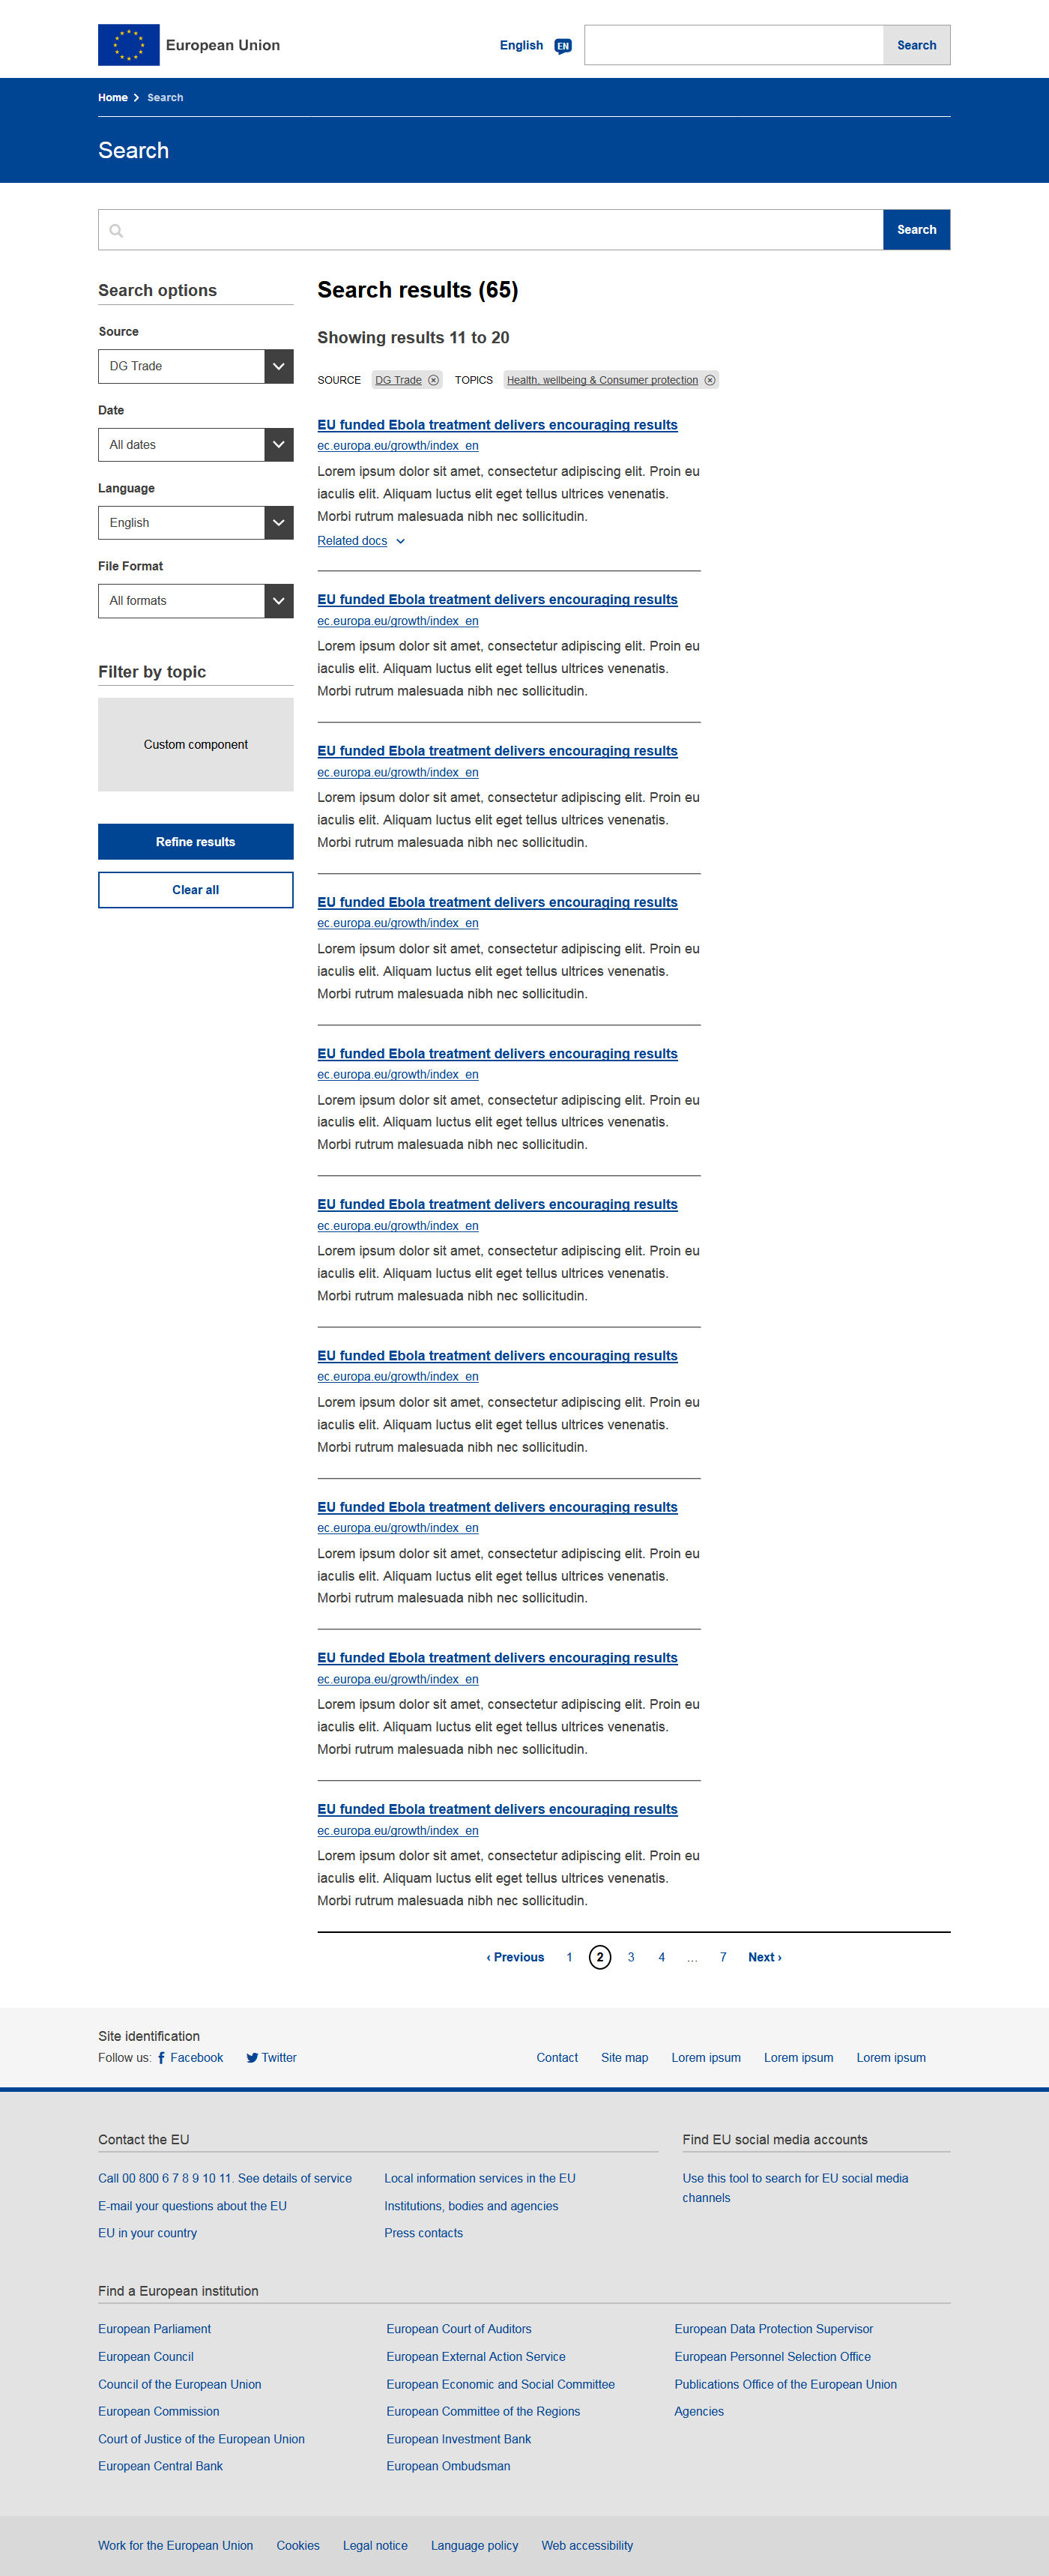 European Union
English
EN
Search
Home
Search
Search
Search
Search options
Source
DG Trade
Date
All dates
Language
English
File Format
All formats
Filter by topic
Custom component
Refine results
Clear all
Search results (65)
Showing results 11 to 20
SOURCE DG Trade TOPICS Health, wellbeing & Consumer protection
EU funded Ebola treatment delivers encouraging results
ec.europa.eu/growth/index_en
Lorem ipsum dolor sit amet, consectetur adipiscing elit. Proin eu
iaculis elit. Aliquam luctus elit eget tellus ultrices venenatis.
Morbi rutrum malesuada nibh nec sollicitudin.
Related docs
EU funded Ebola treatment delivers encouraging results
ec.europa.eu/growth/index_en
Lorem ipsum dolor sit amet, consectetur adipiscing elit. Proin eu
iaculis elit. Aliquam luctus elit eget tellus ultrices venenatis.
Morbi rutrum malesuada nibh nec sollicitudin.
EU funded Ebola treatment delivers encouraging results
ec.europa.eu/growth/index_en
Lorem ipsum dolor sit amet, consectetur adipiscing elit. Proin eu
iaculis elit. Aliquam luctus elit eget tellus ultrices venenatis.
Morbi rutrum malesuada nibh nec sollicitudin.
EU funded Ebola treatment delivers encouraging results
ec.europa.eu/growth/index_en
Lorem ipsum dolor sit amet, consectetur adipiscing elit. Proin eu
iaculis elit. Aliquam luctus elit eget tellus ultrices venenatis.
Morbi rutrum malesuada nibh nec sollicitudin.
EU funded Ebola treatment delivers encouraging results
ec.europa.eu/growth/index_en
Lorem ipsum dolor sit amet, consectetur adipiscing elit. Proin eu
iaculis elit. Aliquam luctus elit eget tellus ultrices venenatis.
Morbi rutrum malesuada nibh nec sollicitudin.
EU funded Ebola treatment delivers encouraging results
ec.europa.eu/growth/index_en
Lorem ipsum dolor sit amet, consectetur adipiscing elit. Proin eu
iaculis elit. Aliquam luctus elit eget tellus ultrices venenatis.
Morbi rutrum malesuada nibh nec sollicitudin.
EU funded Ebola treatment delivers encouraging results
ec.europa.eu/growth/index_en
Lorem ipsum dolor sit amet, consectetur adipiscing elit. Proin eu
iaculis elit. Aliquam luctus elit eget tellus ultrices venenatis.
Morbi rutrum malesuada nibh nec sollicitudin.
EU funded Ebola treatment delivers encouraging results
ec.europa.eu/growth/index_en
Lorem ipsum dolor sit amet, consectetur adipiscing elit. Proin eu
iaculis elit. Aliquam luctus elit eget tellus ultrices venenatis.
Morbi rutrum malesuada nibh nec sollicitudin.
EU funded Ebola treatment delivers encouraging results
ec.europa.eu/growth/index_en
Lorem ipsum dolor sit amet, consectetur adipiscing elit. Proin eu
iaculis elit. Aliquam luctus elit eget tellus ultrices venenatis.
Morbi rutrum malesuada nibh nec sollicitudin.
EU funded Ebola treatment delivers encouraging results
ec.europa.eu/growth/index_en
Lorem ipsum dolor sit amet, consectetur adipiscing elit. Proin eu
iaculis elit. Aliquam luctus elit eget tellus ultrices venenatis.
Morbi rutrum malesuada nibh nec sollicitudin.
‹ Previous 1 2 3 4 ... 7 Next ›
Site identification
Follow us: Facebook Twitter
Contact Site map Lorem ipsum Lorem ipsum Lorem ipsum
Contact the EU
Call 00 800 6 7 8 9 10 11. See details of service
E-mail your questions about the EU
EU in your country
Local information services in the EU
Institutions, bodies and agencies
Press contacts
Find EU social media accounts
Use this tool to search for EU social media
channels
Find a European institution
European Parliament
European Council
Council of the European Union
European Commission
Court of Justice of the European Union
European Central Bank
European Court of Auditors
European External Action Service
European Economic and Social Committee
European Committee of the Regions
European Investment Bank
European Ombudsman
European Data Protection Supervisor
European Personnel Selection Office
Publications Office of the European Union
Agencies
Work for the European Union Cookies Legal notice Language policy Web accessibility